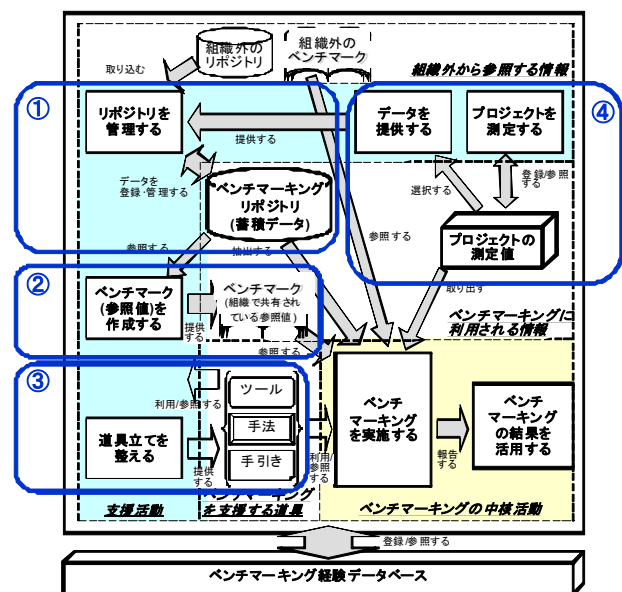 組織外の
リポジトリ
組織外の
ベンチマーク
取り込む
組織外から参照する情報
①
リポジトリを
管理する
提供する
データを
提供する
プロジェクトを
測定する
④
データを
登録・管理する
ベンチマーキング
リポジトリ
(蓄積データ)
選択する
登録/参照
する
参照する
抽出する
参照する
プロジェクトの
測定値
取り出す
②
ベンチマーク
(参照値)を
作成する
提供
する
ベンチマーク
(組織で共有され
ている参照値)
参照する
ベンチマーキングに
利用される情報
③
利用/参照する
道具立てを
整える
提供
する
ツール
手法
手引き
利用/
参照
する
ベンチ
マーキング
を実施する
報告
する
ベンチ
マーキング
の結果を
活用する
支援活動
ベンチマーキング
を支援する道具
ベンチマーキングの中核活動
登録/参照する
ベンチマーキング経験データベース